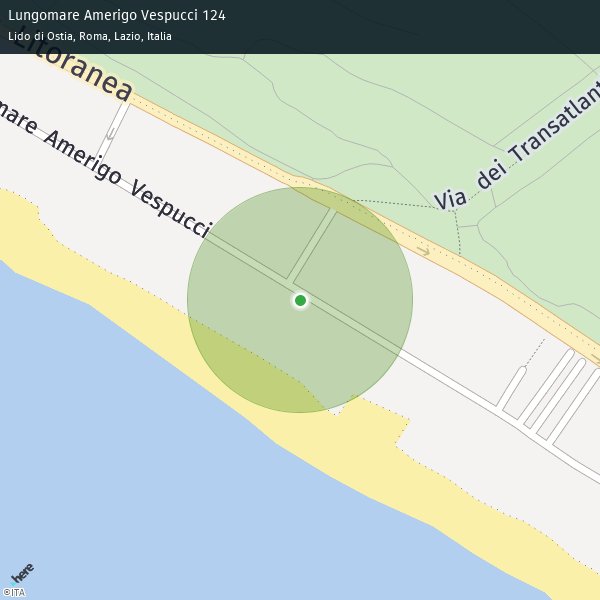 Lungomare Amerigo Vespucci 124
Lido di Ostia, Roma, Lazio, Italia
Litoranea
mare Amerigo Vespucci
Via dei Transatlant
here
©ITA